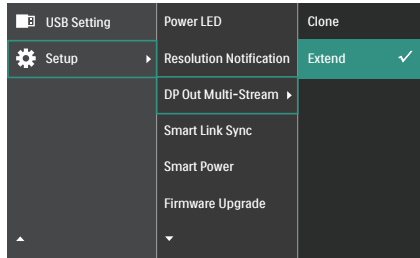 USB Setting
Setup
Power LED
Resolution Notification
DP Out Multi-Stream
Smart Link Sync
Smart Power
Firmware Upgrade
Clone
Extend